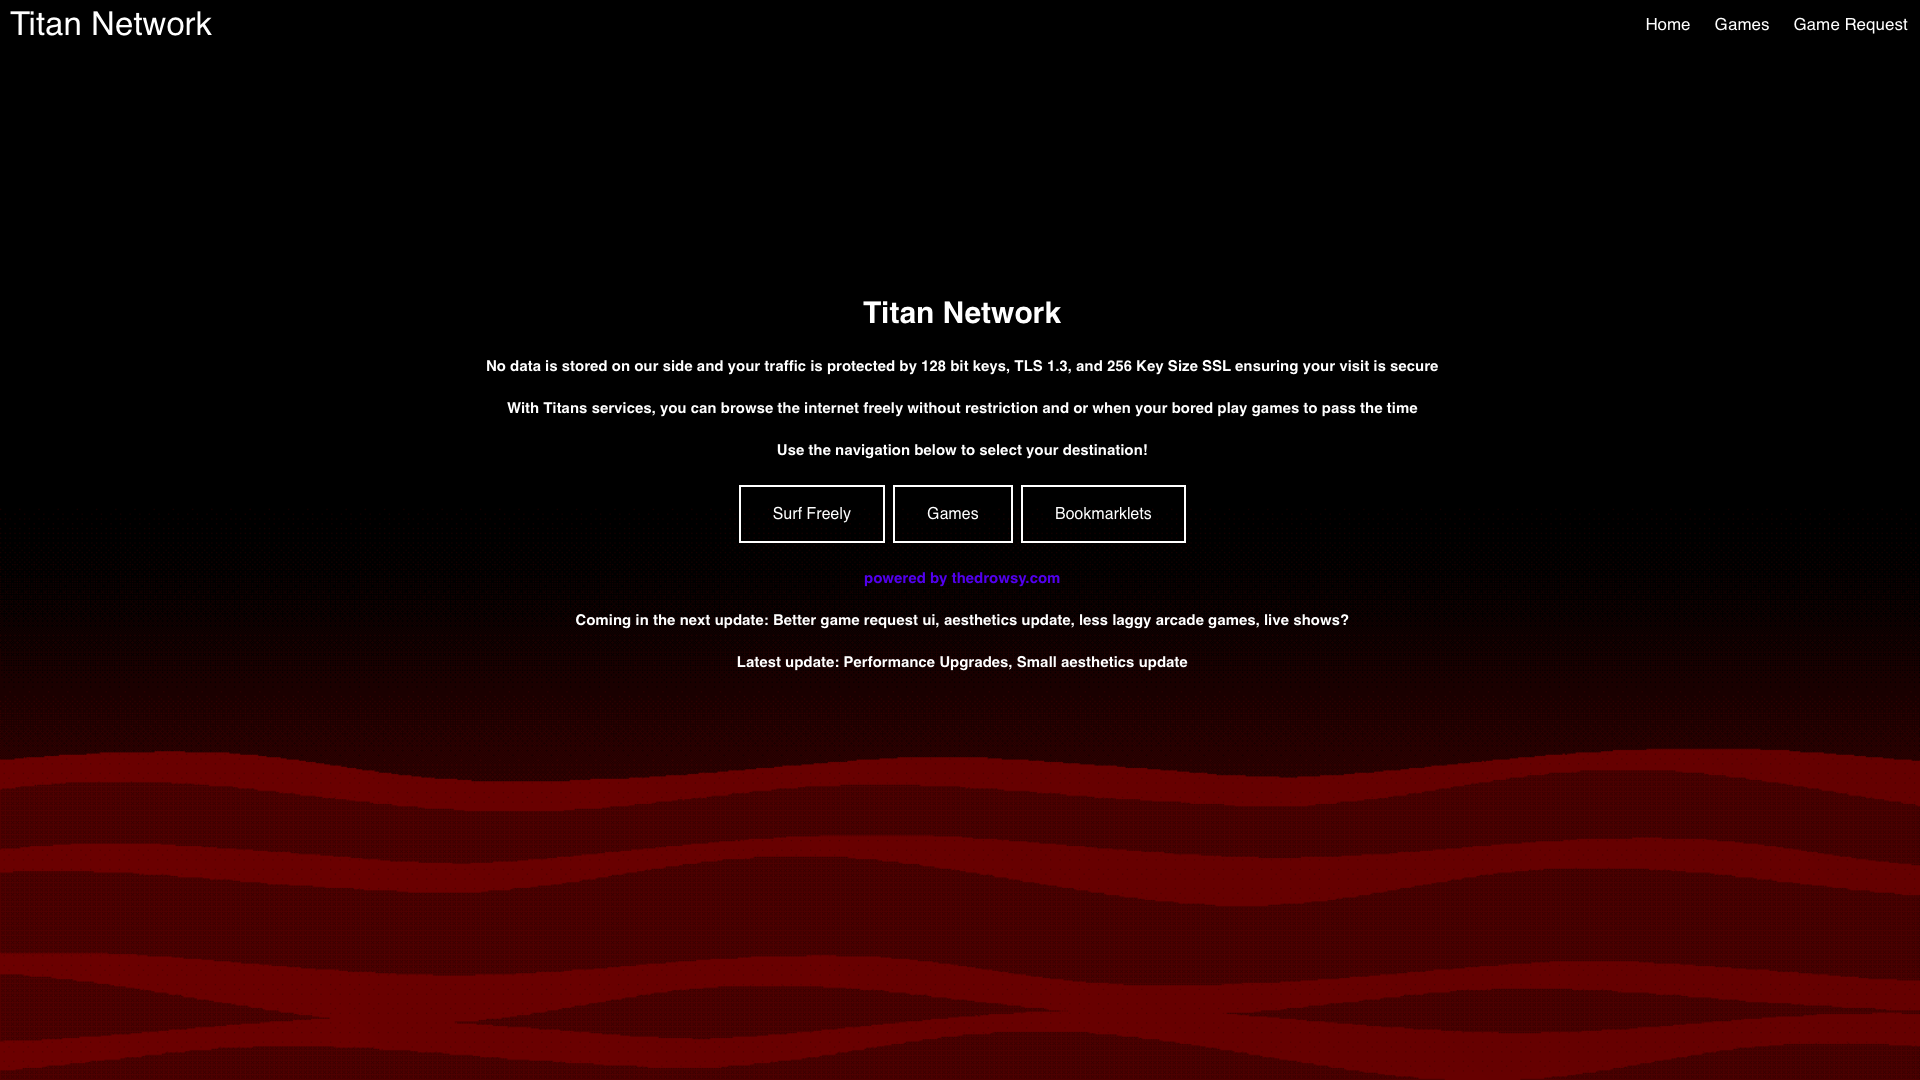 Titan Network
Home
Games
Game Request
Titan Network
No data is stored on our side and your traffic is protected by 128 bit keys, TLS 1.3, and 256 Key Size SSL ensuring your visit is secure
With Titans services, you can browse the internet freely without restriction and or when your bored play games to pass the time
Use the navigation below to select your destination!
Surf Freely
Games
Bookmarklets
powered by thedrowsy.com
Coming in the next update: Better game request ui, aesthetics update, less laggy arcade games, live shows?
Latest update: Performance Upgrades, Small aesthetics update